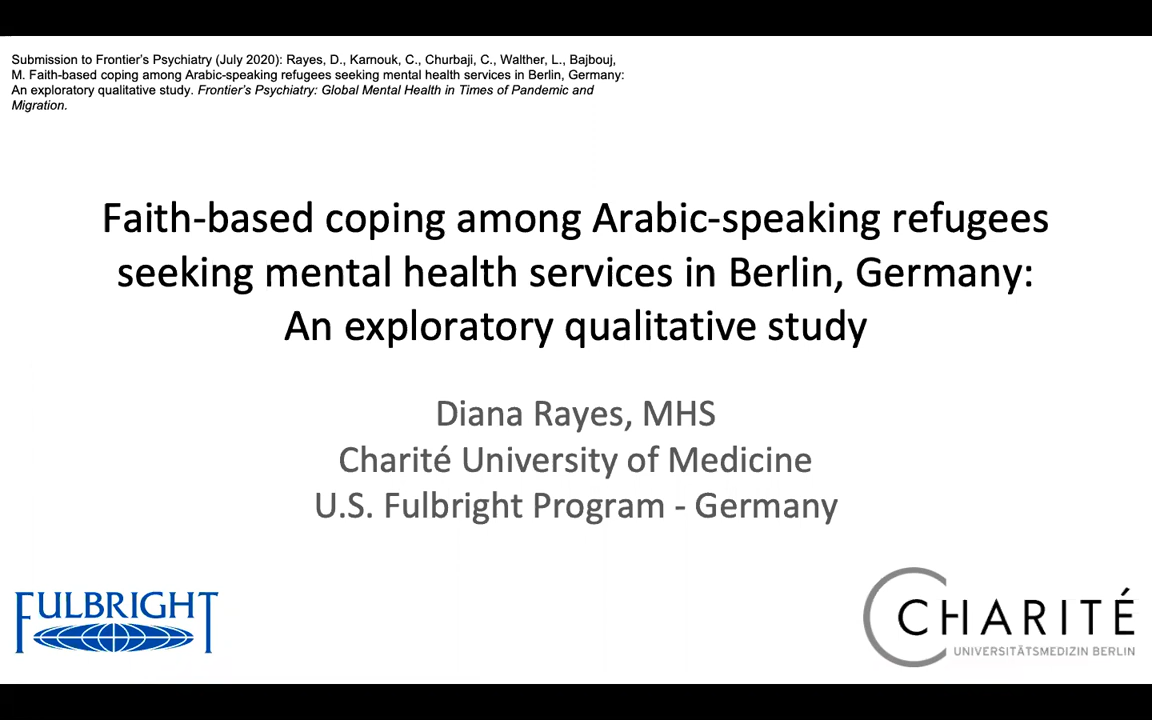 Submission to Frontier's Psychiatry (July 2020): Rayes, D., Karnouk, C., Churbaji, C., Walther, L., Bajbouj,
M. Faith-based coping among Arabic-speaking refugees seeking mental health services in Berlin, Germany:
An exploratory qualitative study. Frontier's Psychiatry: Global Mental Health in Times of Pandemic and
Migration.
Faith-based coping among Arabic-speaking refugees
seeking mental health services in Berlin, Germany:
An exploratory qualitative study
Diana Rayes, MHS
Charité University of Medicine
U.S. Fulbright Program - Germany
FULBRIGHT
CHARITÉ
UNIVERSITÄTSMEDIZIN BERLIN